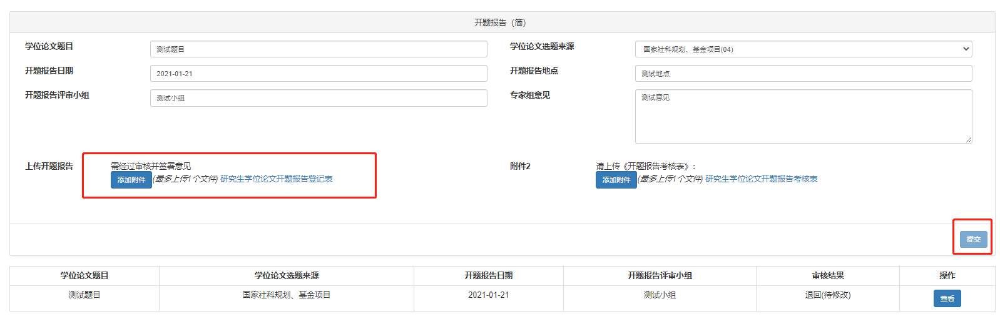 开题报告（简）
学位论文题目 测试题目 学位论文选题来源 国家社科规划、基金项目(04)
开题报告日期 2021-01-21 开题报告地点 测试地点
开题报告评审小组 测试小组 专家组意见 测试意见
上传开题报告 需经过审核并签署意见 附件2 请上传《开题报告考核表》:
添加附件 (最多上传1个文件) 研究生学位论文开题报告登记表 添加附件 (最多上传1个文件) 研究生学位论文开题报告考核表
提交
学位论文题目 学位论文选题来源 开题报告日期 开题报告评审小组 审核结果 操作
测试题目 国家社科规划、基金项目 2021-01-21 测试小组 退回(待修改) 查看